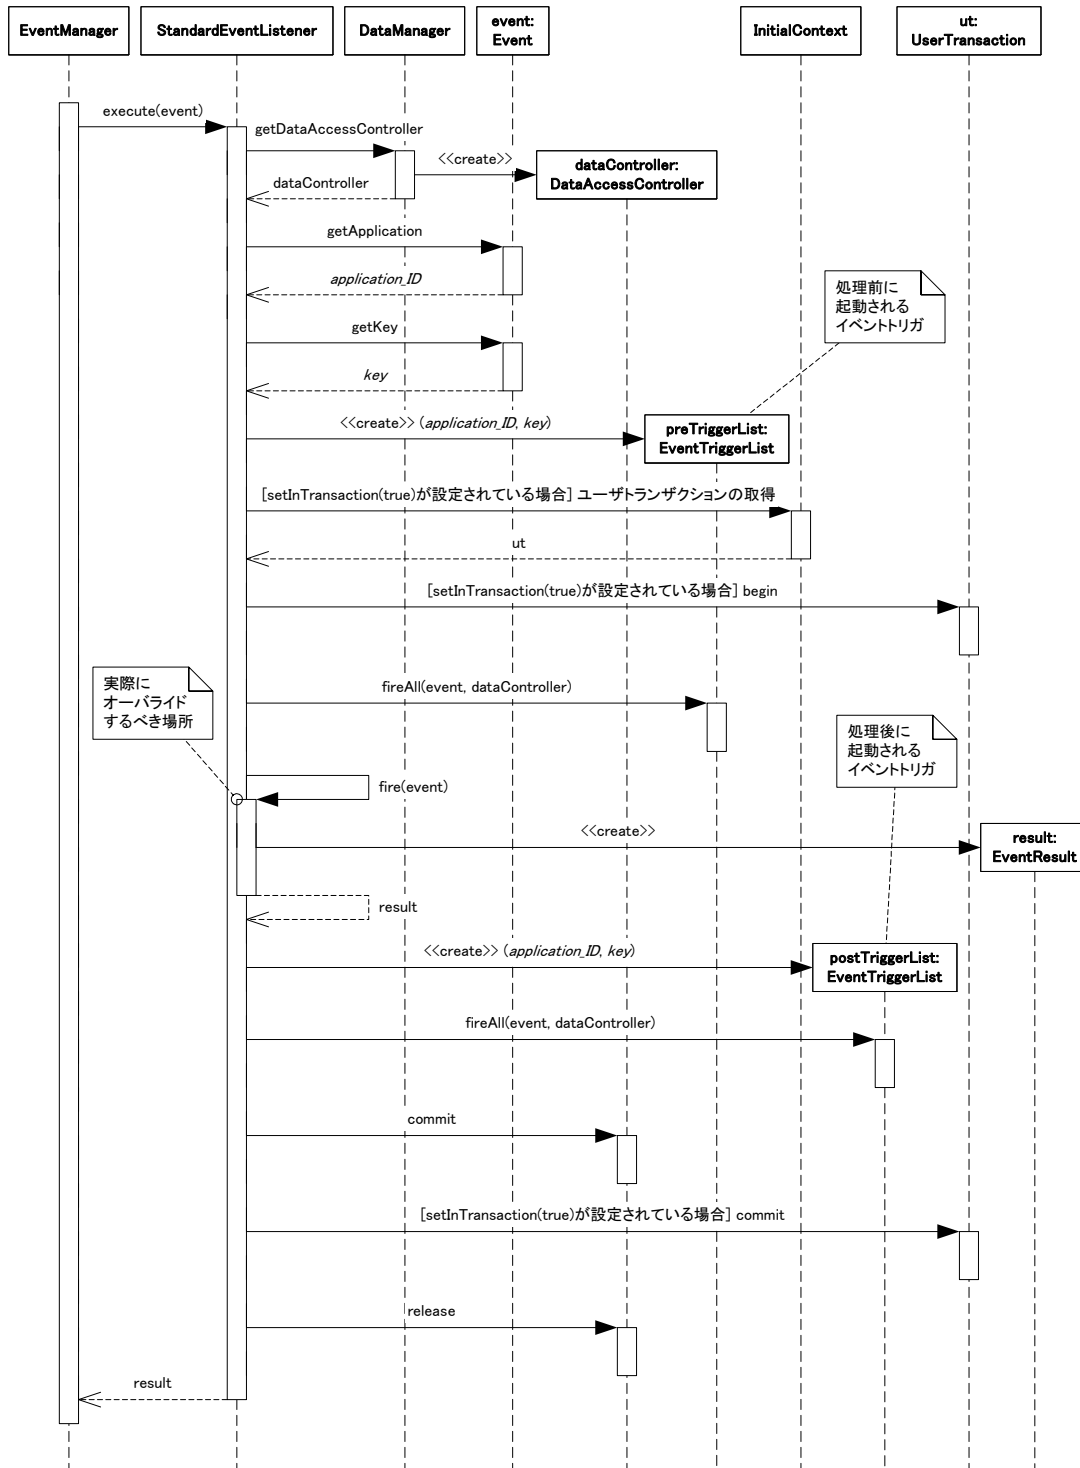 EventManager
StandardEventListener
DataManager
event:
Event
InitialContext
ut:
UserTransaction
execute(event)
getDataAccessController
<<create>>
dataController:
DataAccessController
dataController
getApplication
application_ID
処理前に
起動される
イベントトリガ
getKey
key
<<create>> (application_ID, key)
preTriggerList:
EventTriggerList
[setInTransaction(true)が設定されている場合] ユーザトランザクションの取得
ut
[setInTransaction(true)が設定されている場合] begin
実際に
オーバライド
するべき場所
fireAll(event, dataController)
処理後に
起動される
イベントトリガ
fire(event)
<<create>>
result:
EventResult
result
<<create>> (application_ID, key)
postTriggerList:
EventTriggerList
fireAll(event, dataController)
commit
[setInTransaction(true)が設定されている場合] commit
release
result